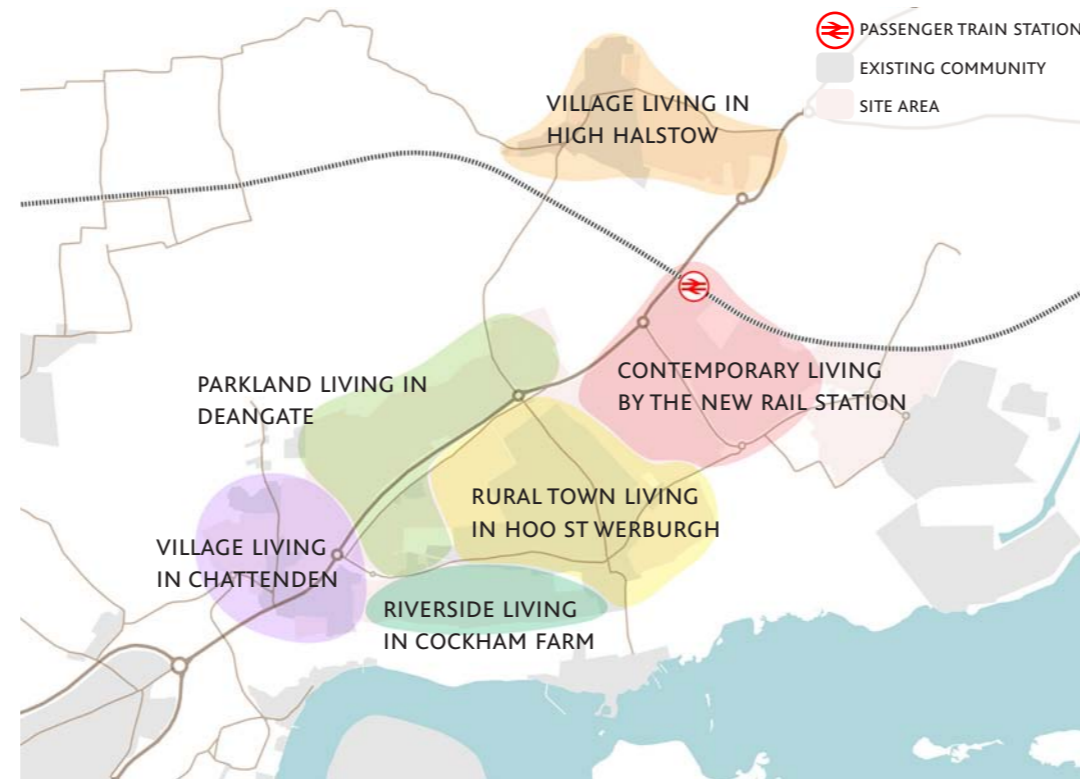 PASSENGER TRAIN STATION
EXISTING COMMUNITY
SITE AREA
VILLAGE LIVING IN
HIGH HALSTOW
PARKLAND LIVING IN
DEANGATE
CONTEMPORARY LIVING
BY THE NEW RAIL STATION
RURAL TOWN LIVING
IN HOO ST WERBURGH
VILLAGE LIVING
IN CHATTENDEN
RIVERSIDE LIVING
IN COCKHAM FARM